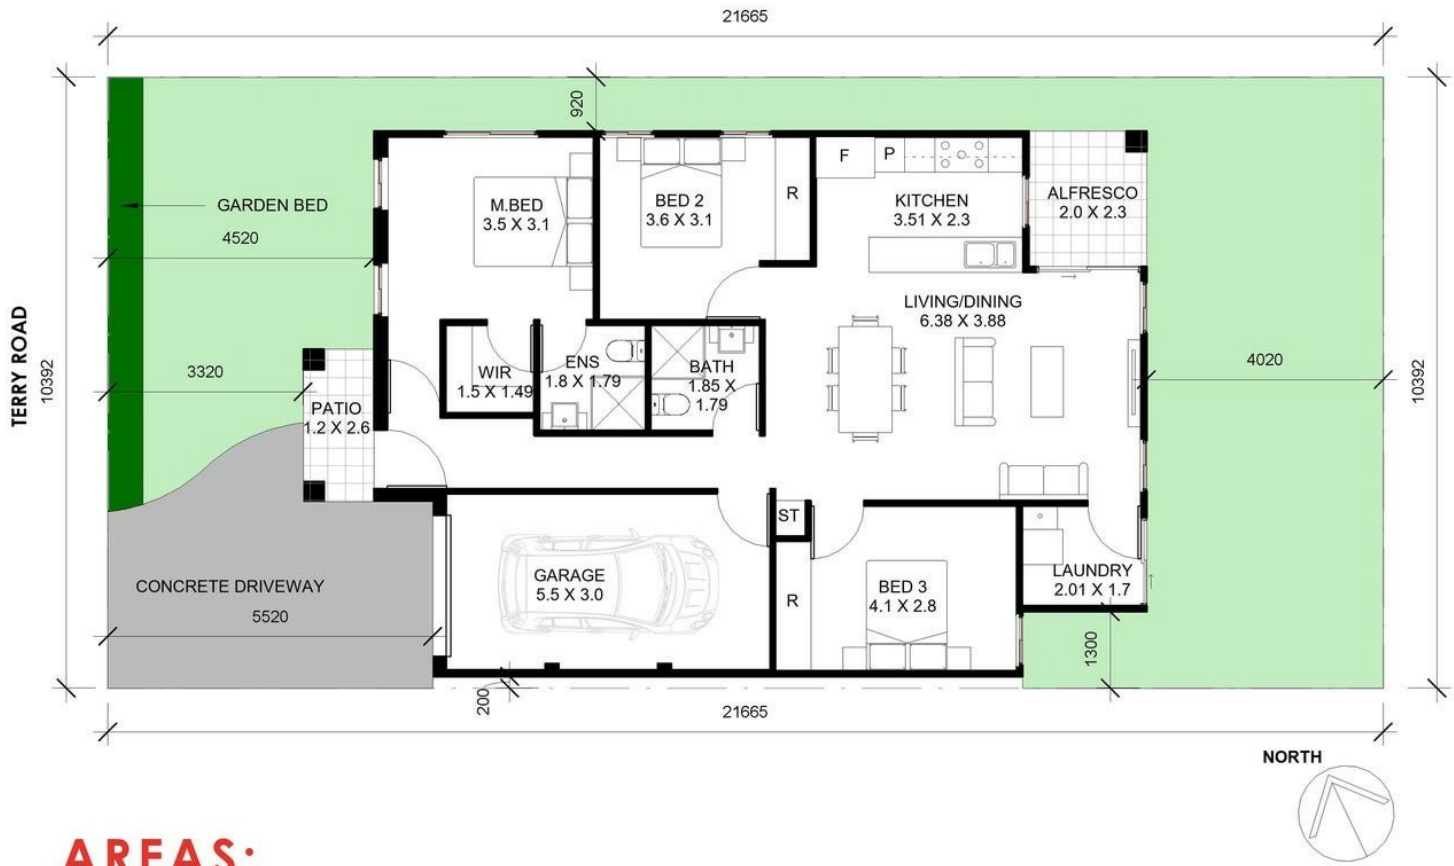 21665
920
GARDEN BED
4520
M.BED
3.5 X 3.1
BED 2
3.6 X 3.1
R
F
P
KITCHEN
3.51 X 2.3
ALFRESCO
2.0 X 2.3
LIVING/DINING
6.38 X 3.88
TERRY ROAD
10392
3320
PATIO
1.2 X 2.6
WIR
1.5 X 1.49
ENS
1.8 X 1.79
BATH
1.85 X
1.79
4020
10392
CONCRETE DRIVEWAY
5520
GARAGE
5.5 X 3.0
ST
R
BED 3
4.1 X 2.8
LAUNDRY
2.01 X 1.7
1300
200
21665
NORTH
AREAS: